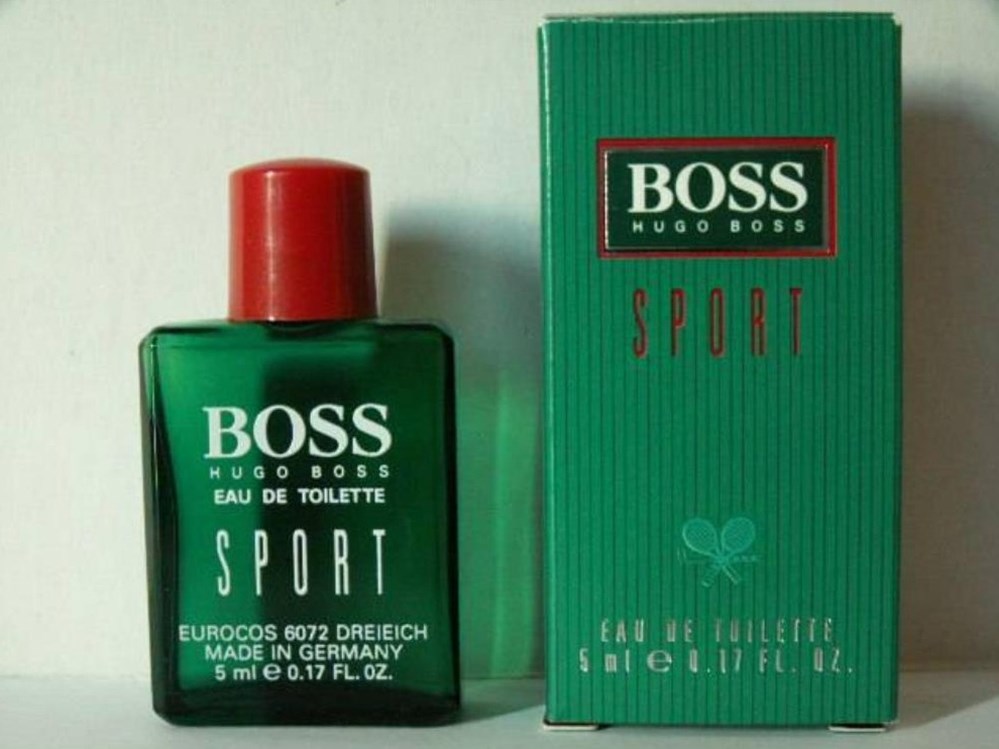 BOSS
HUGO BOSS
EAU DE TOILETTE
SPORT
EUROCOS 6072 DREIEICH
MADE IN GERMANY
5 ml e 0.17 FL. OZ.
BOSS
HUGO BOSS
SPORT
EAU DE TOILETTE
5 ml e 0.17 FL. OZ.